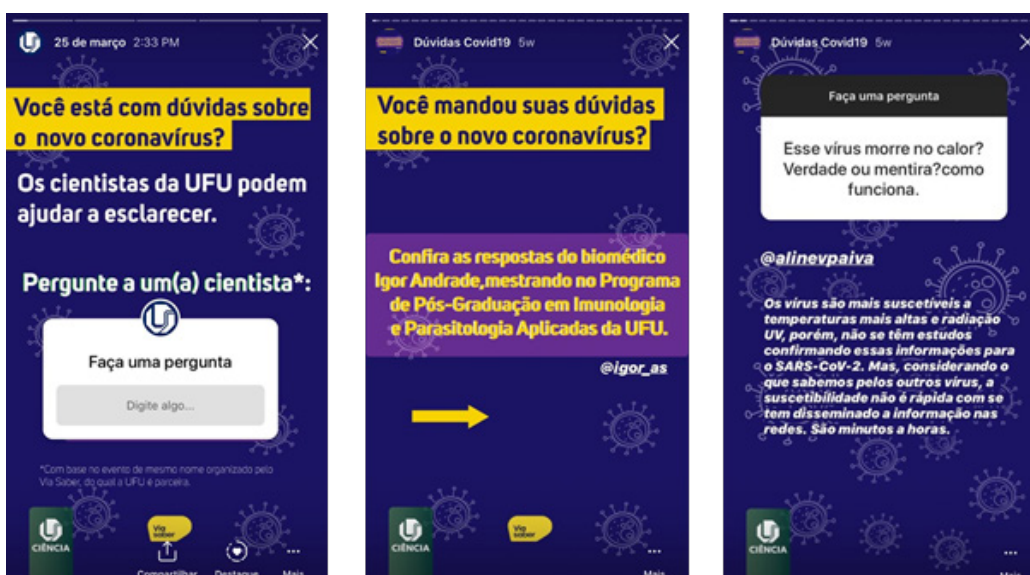 25 de março 2:33 PM
Você está com dúvidas sobre
o novo coronavírus?
Os cientistas da UFU podem
ajudar a esclarecer.
Pergunte a um(a) cientista*:
Faça uma pergunta
Digite algo...
*Com base no evento de mesmo nome organizado pelo
Via Saber, do qual a UFU é parceira.
CIÊNCIA
Via
saber
Compartilhar Destaque Mais
Dúvidas Covid19 5w
Você mandou suas dúvidas
sobre o novo coronavírus?
Confira as respostas do biomédico
Igor Andrade,mestrando no Programa
de Pós-Graduação em Imunologia
e Parasitologia Aplicadas da UFU.
@igor_as
CIÊNCIA
Via
saber
Mais
Dúvidas Covid19 5w
Faça uma pergunta
Esse vírus morre no calor?
Verdade ou mentira?como
funciona.
@alinevpaiva
Os vírus são mais suscetíveis a
temperaturas mais altas e radiação
UV, porém, não se têm estudos
confirmando essas informações para
o SARS-CoV-2. Mas, considerando o
que sabemos pelos outros vírus, a
suscetibilidade não é rápida com se
tem disseminado a informação nas
redes. São minutos a horas.
CIÊNCIA
Mais